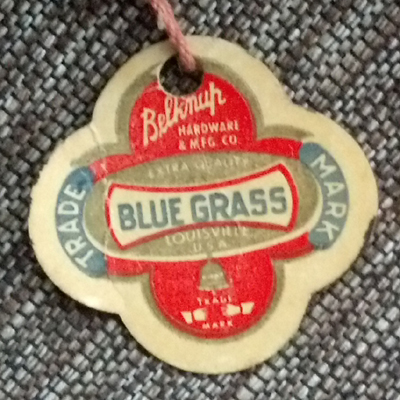 Belknap
HARDWARE
& MFG. CO.
EXTRA QUALITY
TRADE MARK
BLUE GRASS
LOUISVILLE
U.S.A.
TRADE
MARK